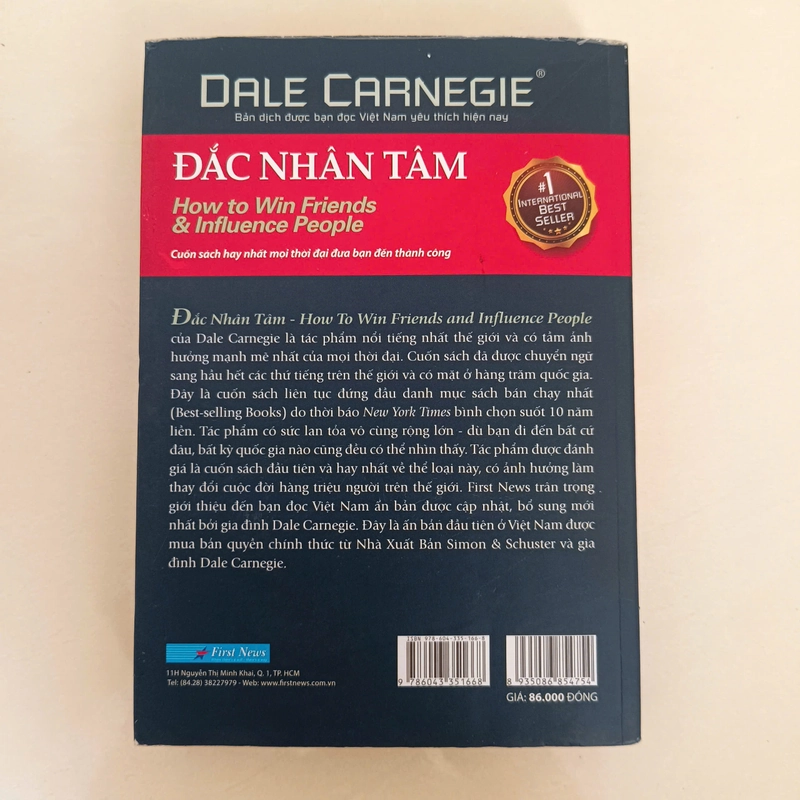 DALE CARNEGIE®
Bản dịch được bạn đọc Việt Nam yêu thích hiện nay
ĐẮC NHÂN TÂM
How to Win Friends
& Influence People
Cuốn sách hay nhất mọi thời đại đưa bạn đến thành công
#1
INTERNATIONAL
BEST
SELLER
Đắc Nhân Tâm - How To Win Friends and Influence People
của Dale Carnegie là tác phẩm nổi tiếng nhất thế giới và có tầm ảnh
hưởng mạnh mẽ nhất của mọi thời đại. Cuốn sách đã được chuyển ngữ
sang hầu hết các thứ tiếng trên thế giới và có mặt ở hàng trăm quốc gia.
Đây là cuốn sách liên tục đứng đầu danh mục sách bán chạy nhất
(Best-selling Books) do thời báo New York Times bình chọn suốt 10 năm
liền. Tác phẩm có sức lan tỏa vô cùng rộng lớn - dù bạn đi đến bất cứ
đâu, bất kỳ quốc gia nào cũng đều có thể nhìn thấy. Tác phẩm được đánh
giá là cuốn sách đầu tiên và hay nhất về thể loại này, có ảnh hưởng làm
thay đổi cuộc đời hàng triệu người trên thế giới. First News trân trọng
giới thiệu đến bạn đọc Việt Nam ấn bản được cập nhật, bổ sung mới
nhất bởi gia đình Dale Carnegie. Đây là ấn bản đầu tiên ở Việt Nam được
mua bản quyền chính thức từ Nhà Xuất Bản Simon & Schuster và gia
đình Dale Carnegie.
First News
11H Nguyễn Thị Minh Khai, Q. 1, TP. HCM
Tel: (84.28) 38227979 - Web: www.firstnews.com.vn
ISBN 978-604-335-166-8
9 786043 351668
8 935086 854754
GIÁ: 86.000 ĐỒNG